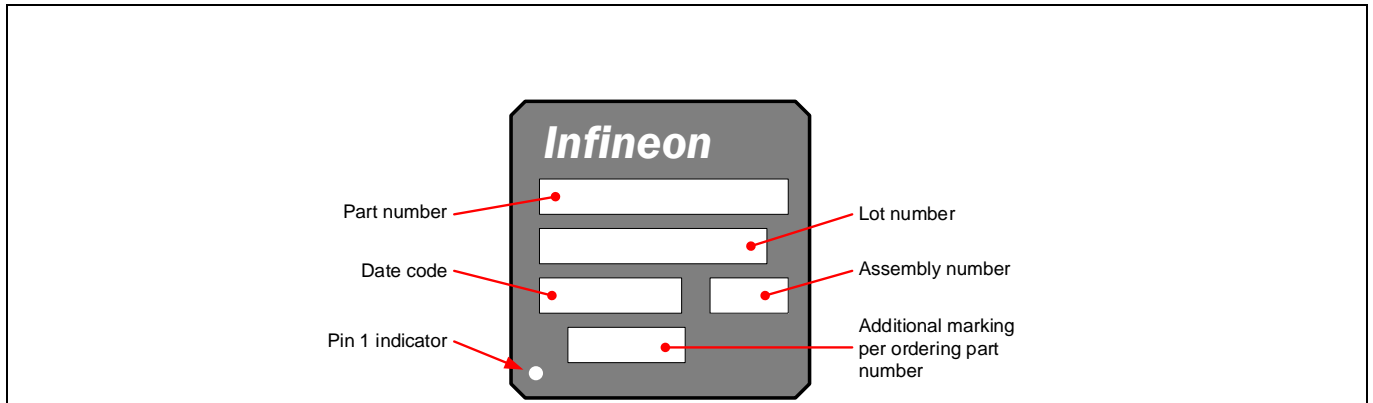 Infineon
Part number
Lot number
Date code
Assembly number
Pin 1 indicator
Additional marking
per ordering part
number